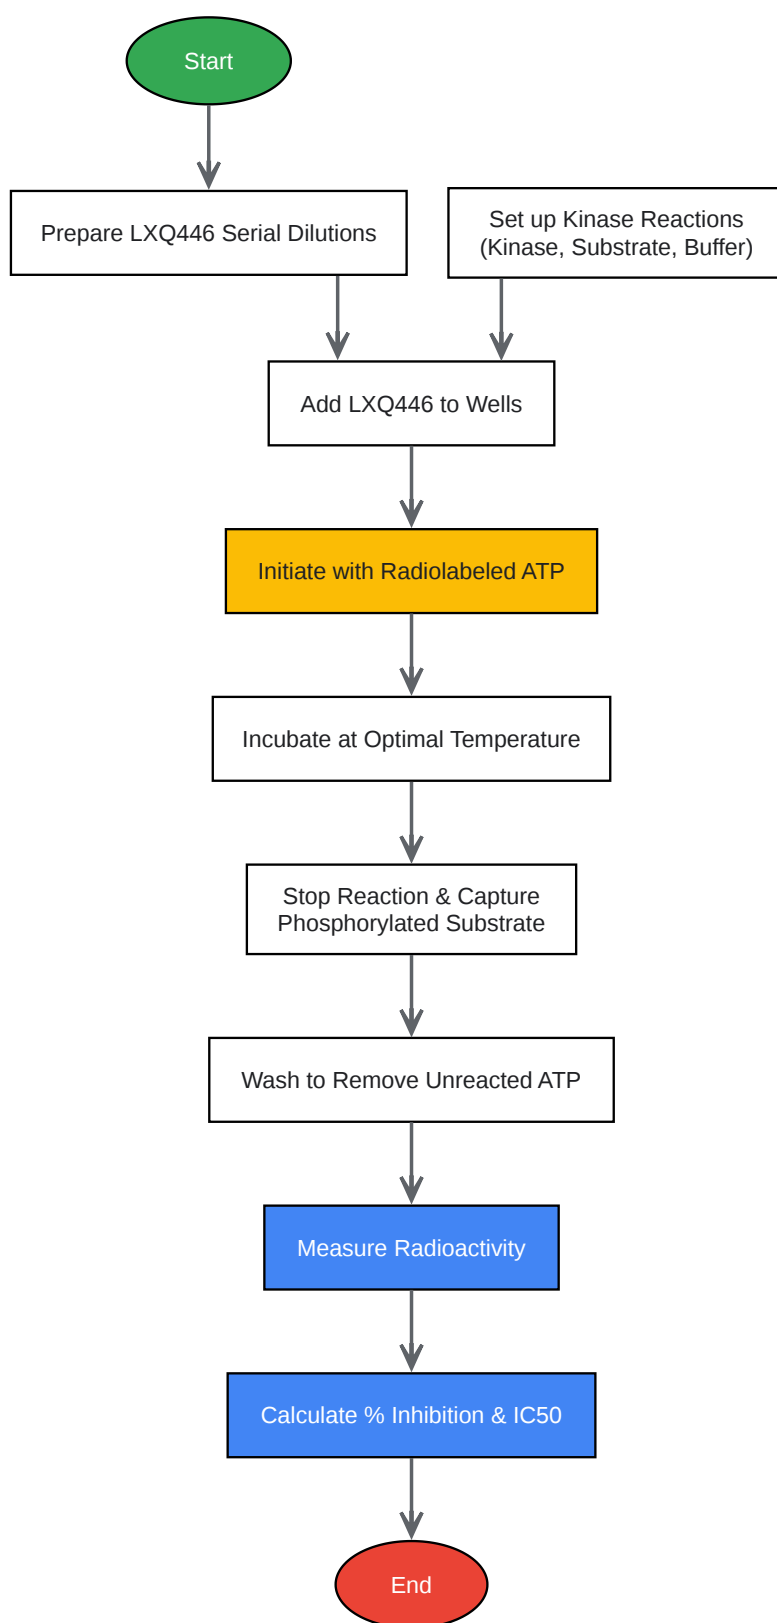 Start
Prepare LXQ446 Serial Dilutions
Set up Kinase Reactions
(Kinase, Substrate, Buffer)
Add LXQ446 to Wells
Initiate with Radiolabeled ATP
Incubate at Optimal Temperature
Stop Reaction & Capture
Phosphorylated Substrate
Wash to Remove Unreacted ATP
Measure Radioactivity
Calculate % Inhibition & IC50
End